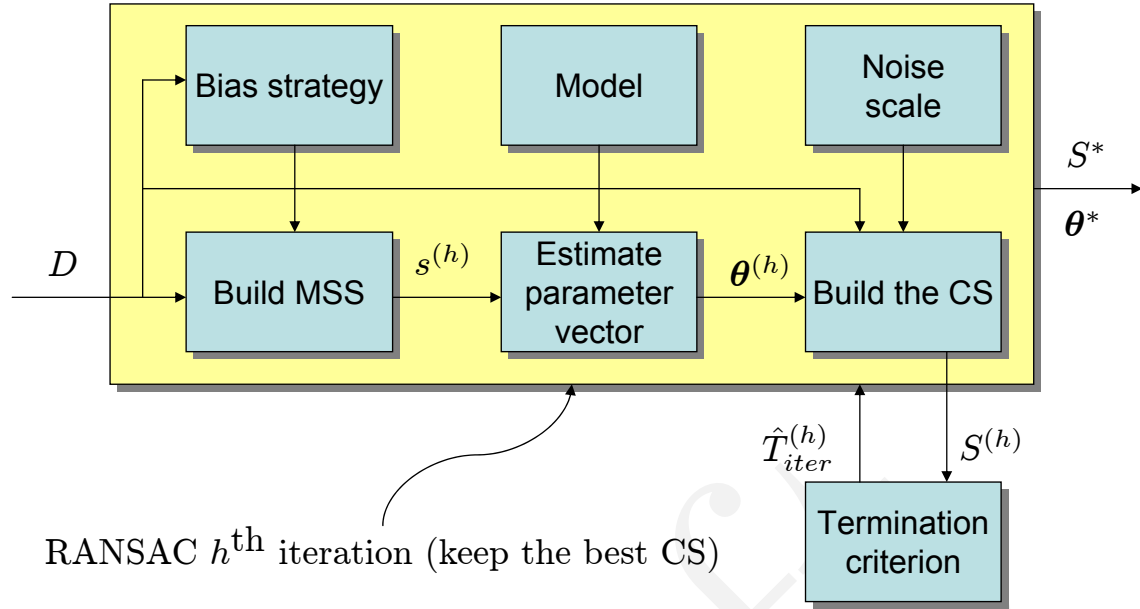 Bias strategy
Model
Noise
scale
S*
θ*
D
Build MSS
s^(h)
Estimate
parameter
vector
θ^(h)
Build the CS
T̂_iter^(h)
S^(h)
RANSAC h^th iteration (keep the best CS)
Termination
criterion